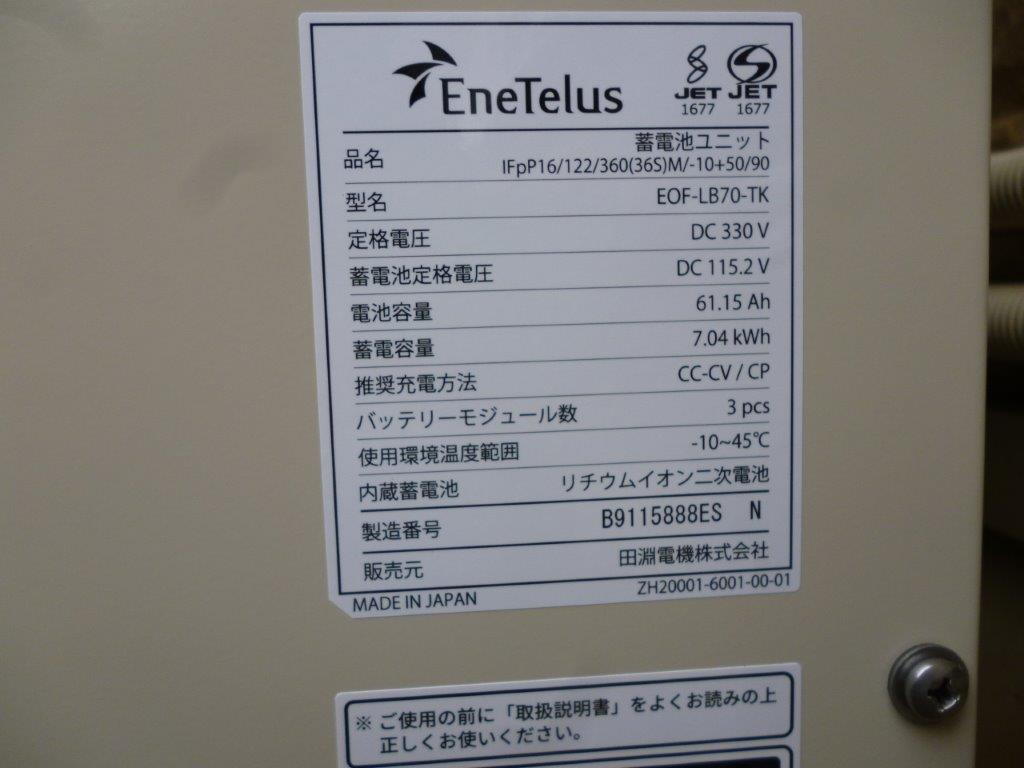 EneTelus
JET JET
1677 1677
品名 蓄電池ユニット
IFpP16/122/360(36S)M/-10+50/90
型名 EOF-LB70-TK
定格電圧 DC 330 V
蓄電池定格電圧 DC 115.2 V
電池容量 61.15 Ah
蓄電容量 7.04 kWh
推奨充電方法 CC-CV / CP
バッテリーモジュール数 3 pcs
使用環境温度範囲 -10~45℃
内蔵蓄電池 リチウムイオン二次電池
製造番号 B9115888ES N
販売元 田淵電機株式会社
MADE IN JAPAN ZH20001-6001-00-01
※ ご使用の前に「取扱説明書」をよくお読みの上
正しくお使いください。